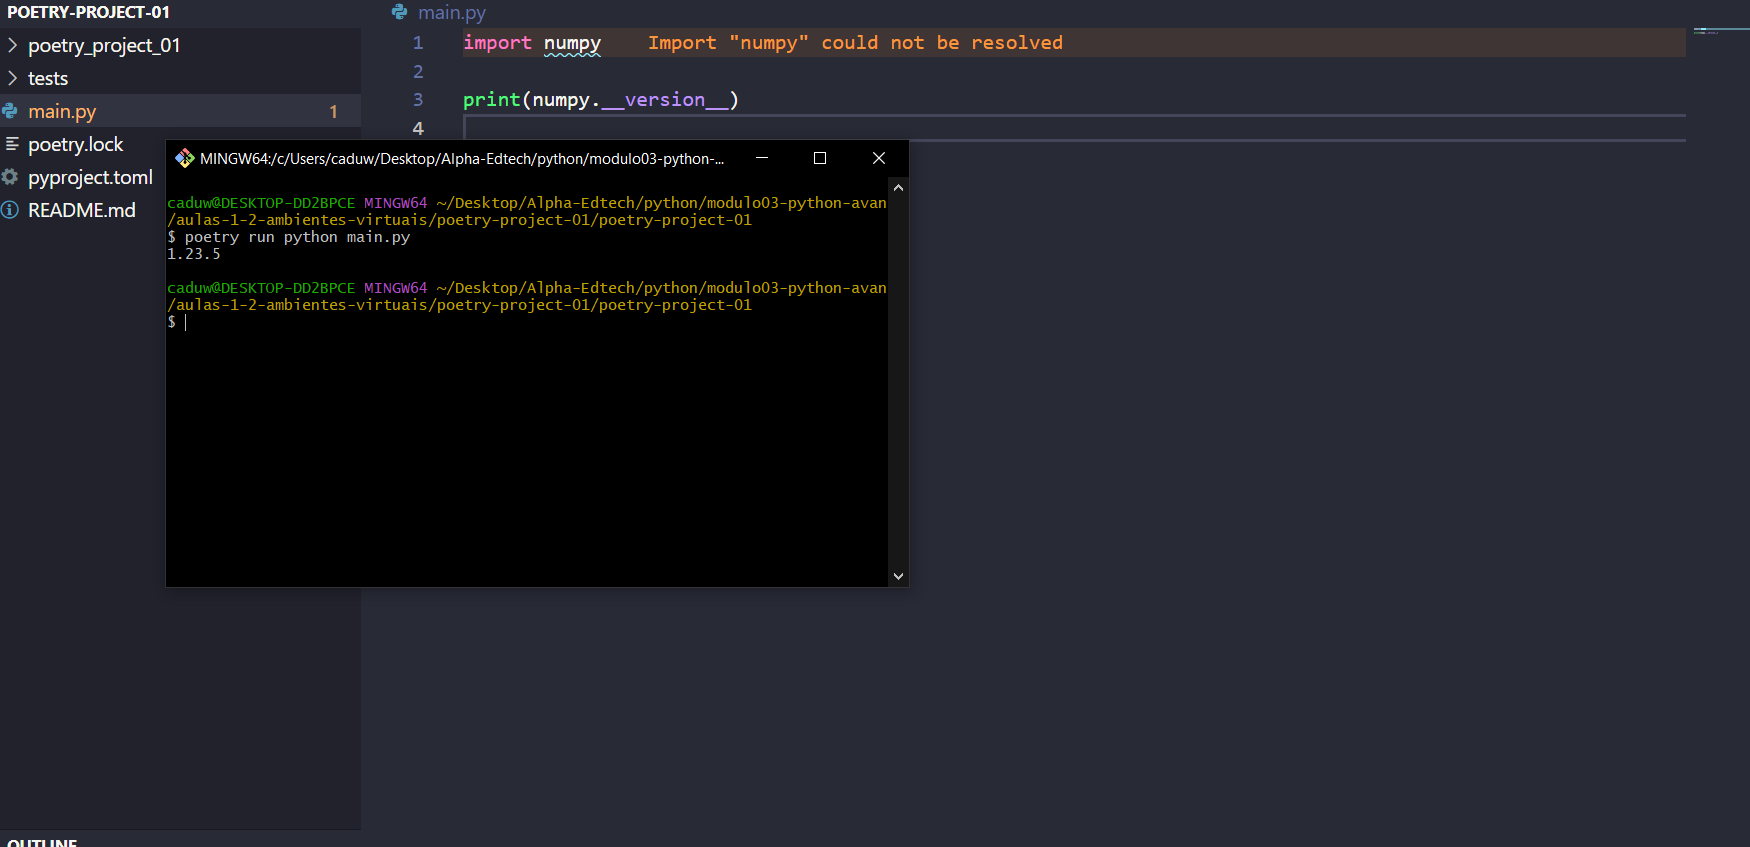 POETRY-PROJECT-01
poetry_project_01
tests
main.py 1
poetry.lock
pyproject.toml
README.md
OUTLINE
main.py
1 import numpy Import "numpy" could not be resolved
2
3 print(numpy.__version__)
4
MINGW64:/c/Users/caduw/Desktop/Alpha-Edtech/python/modulo03-python-...
caduw@DESKTOP-DD2BPCE MINGW64 ~/Desktop/Alpha-Edtech/python/modulo03-python-avan
/aulas-1-2-ambientes-virtuais/poetry-project-01/poetry-project-01
$ poetry run python main.py
1.23.5
caduw@DESKTOP-DD2BPCE MINGW64 ~/Desktop/Alpha-Edtech/python/modulo03-python-avan
/aulas-1-2-ambientes-virtuais/poetry-project-01/poetry-project-01
$